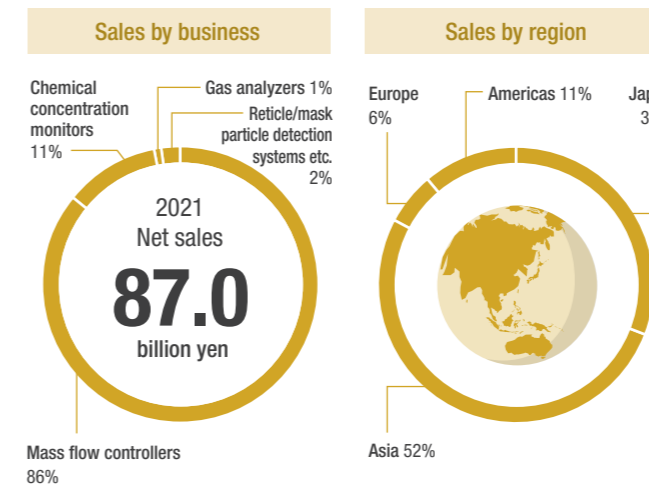 Sales by business
Chemical
concentration
monitors
11%
Gas analyzers 1%
Reticle/mask
particle detection
systems etc.
2%
2021
Net sales
87.0
billion yen
Mass flow controllers
86%
Sales by region
Europe
6%
Americas 11%
Asia 52%